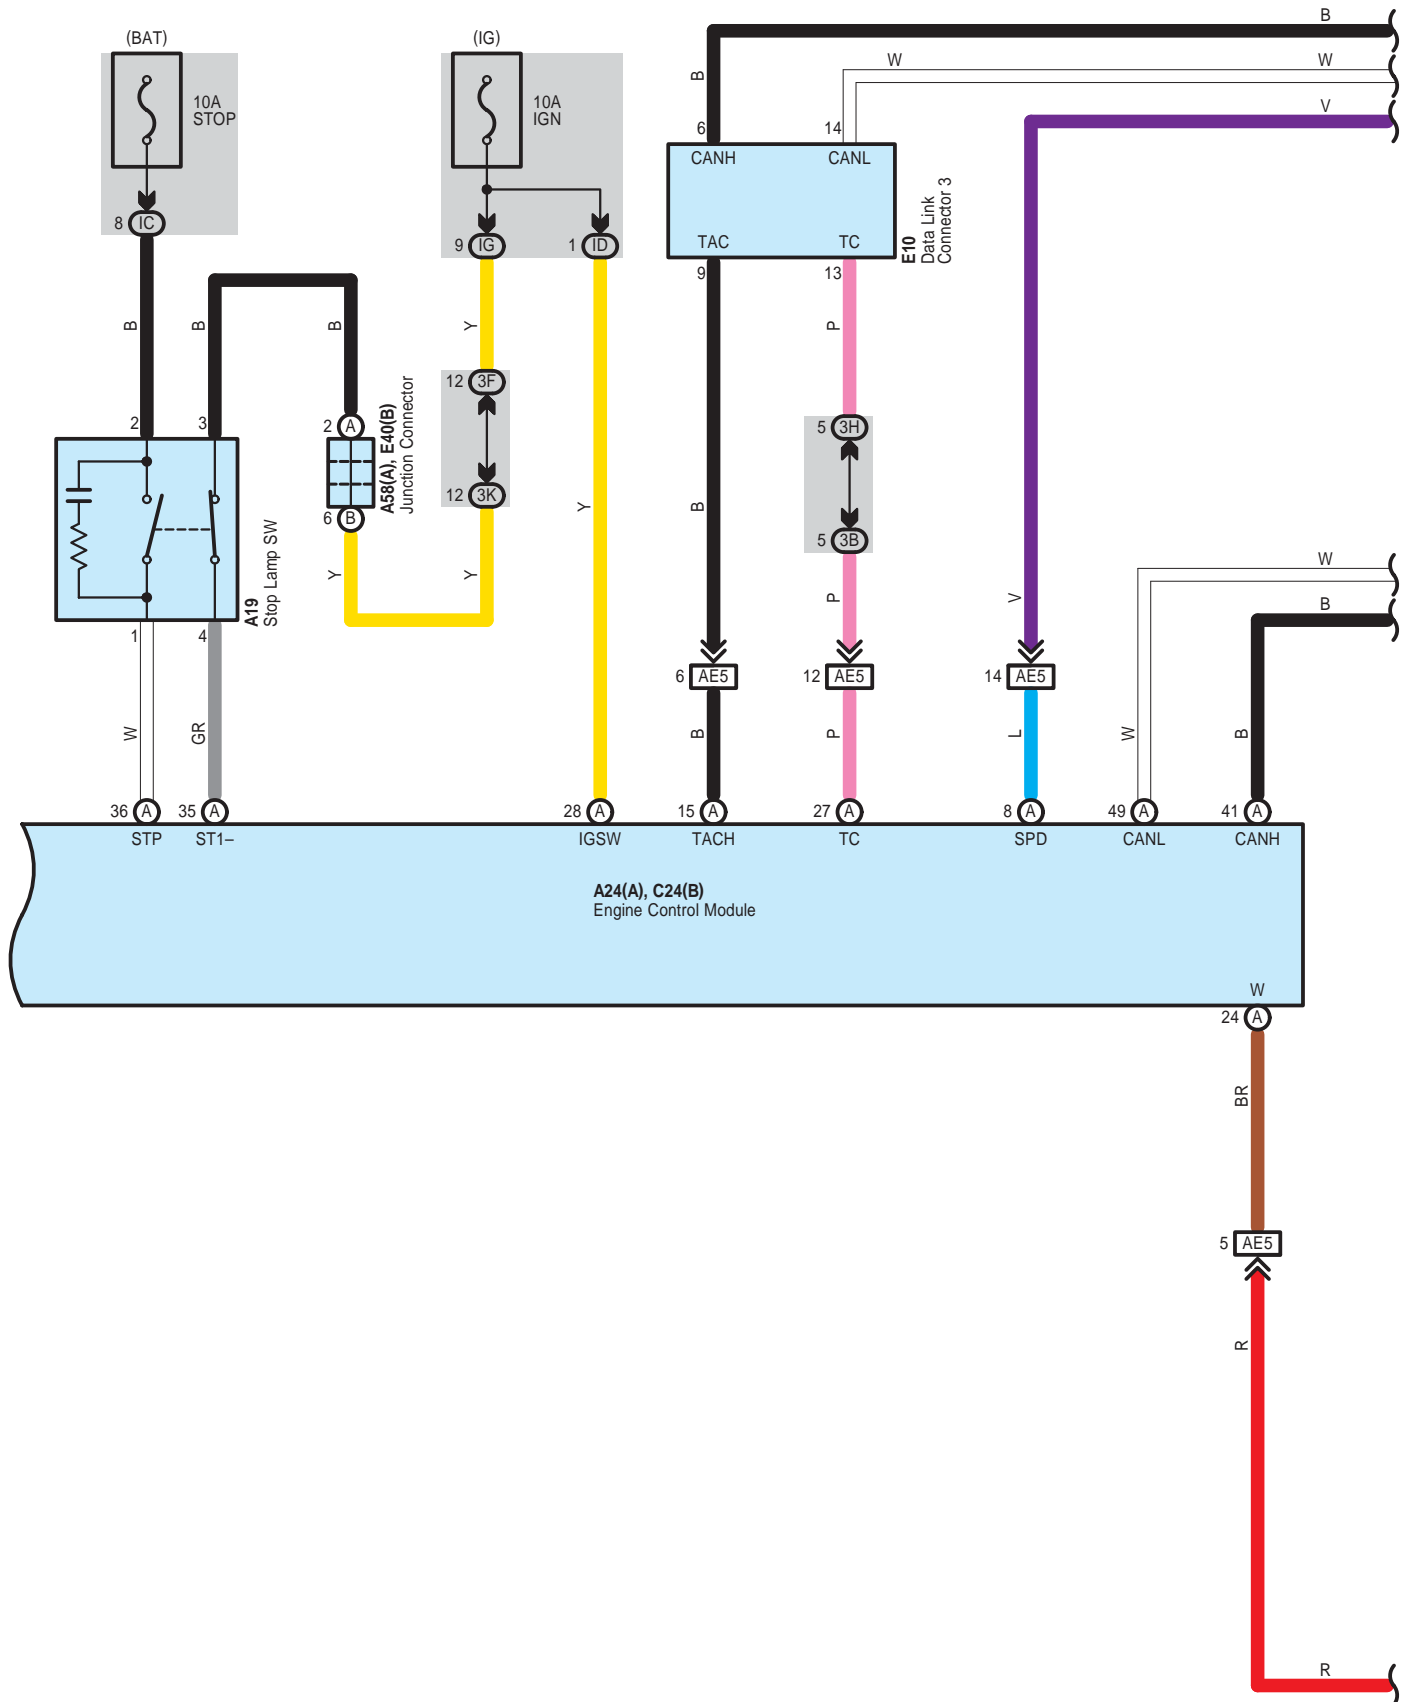 (BAT)
10A
STOP
8 IC
(IG)
10A
IGN
9 IG
1 ID
B
W
W
V
B
6
14
CANH
CANL
TAC
TC
E10
Data Link
Connector 3
9
13
B
B
B
Y
P
12 3F
12 3K
5 3H
5 3B
2
3
2 A
6 B
A58(A), E40(B)
Junction Connector
A19
Stop Lamp SW
1
4
Y
Y
Y
B
P
V
W
B
6 AE5
12 AE5
14 AE5
W
GR
B
P
L
W
B
36 A
35 A
28 A
15 A
27 A
8 A
49 A
41 A
STP
ST1–
IGSW
TACH
TC
SPD
CANL
CANH
A24(A), C24(B)
Engine Control Module
W
24 A
BR
5 AE5
R
R